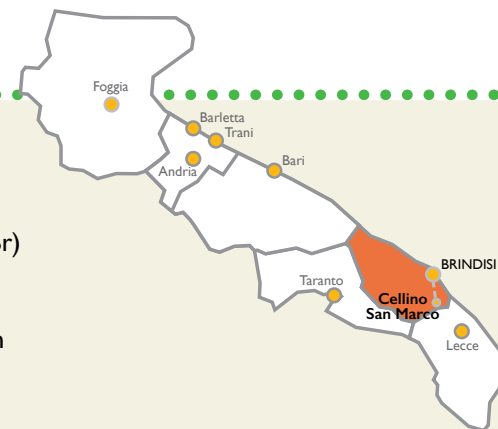 Foggia
Barletta
Trani
Andria
Bari
r)
BRINDISI
Taranto
Cellino
San Marco
Lecce